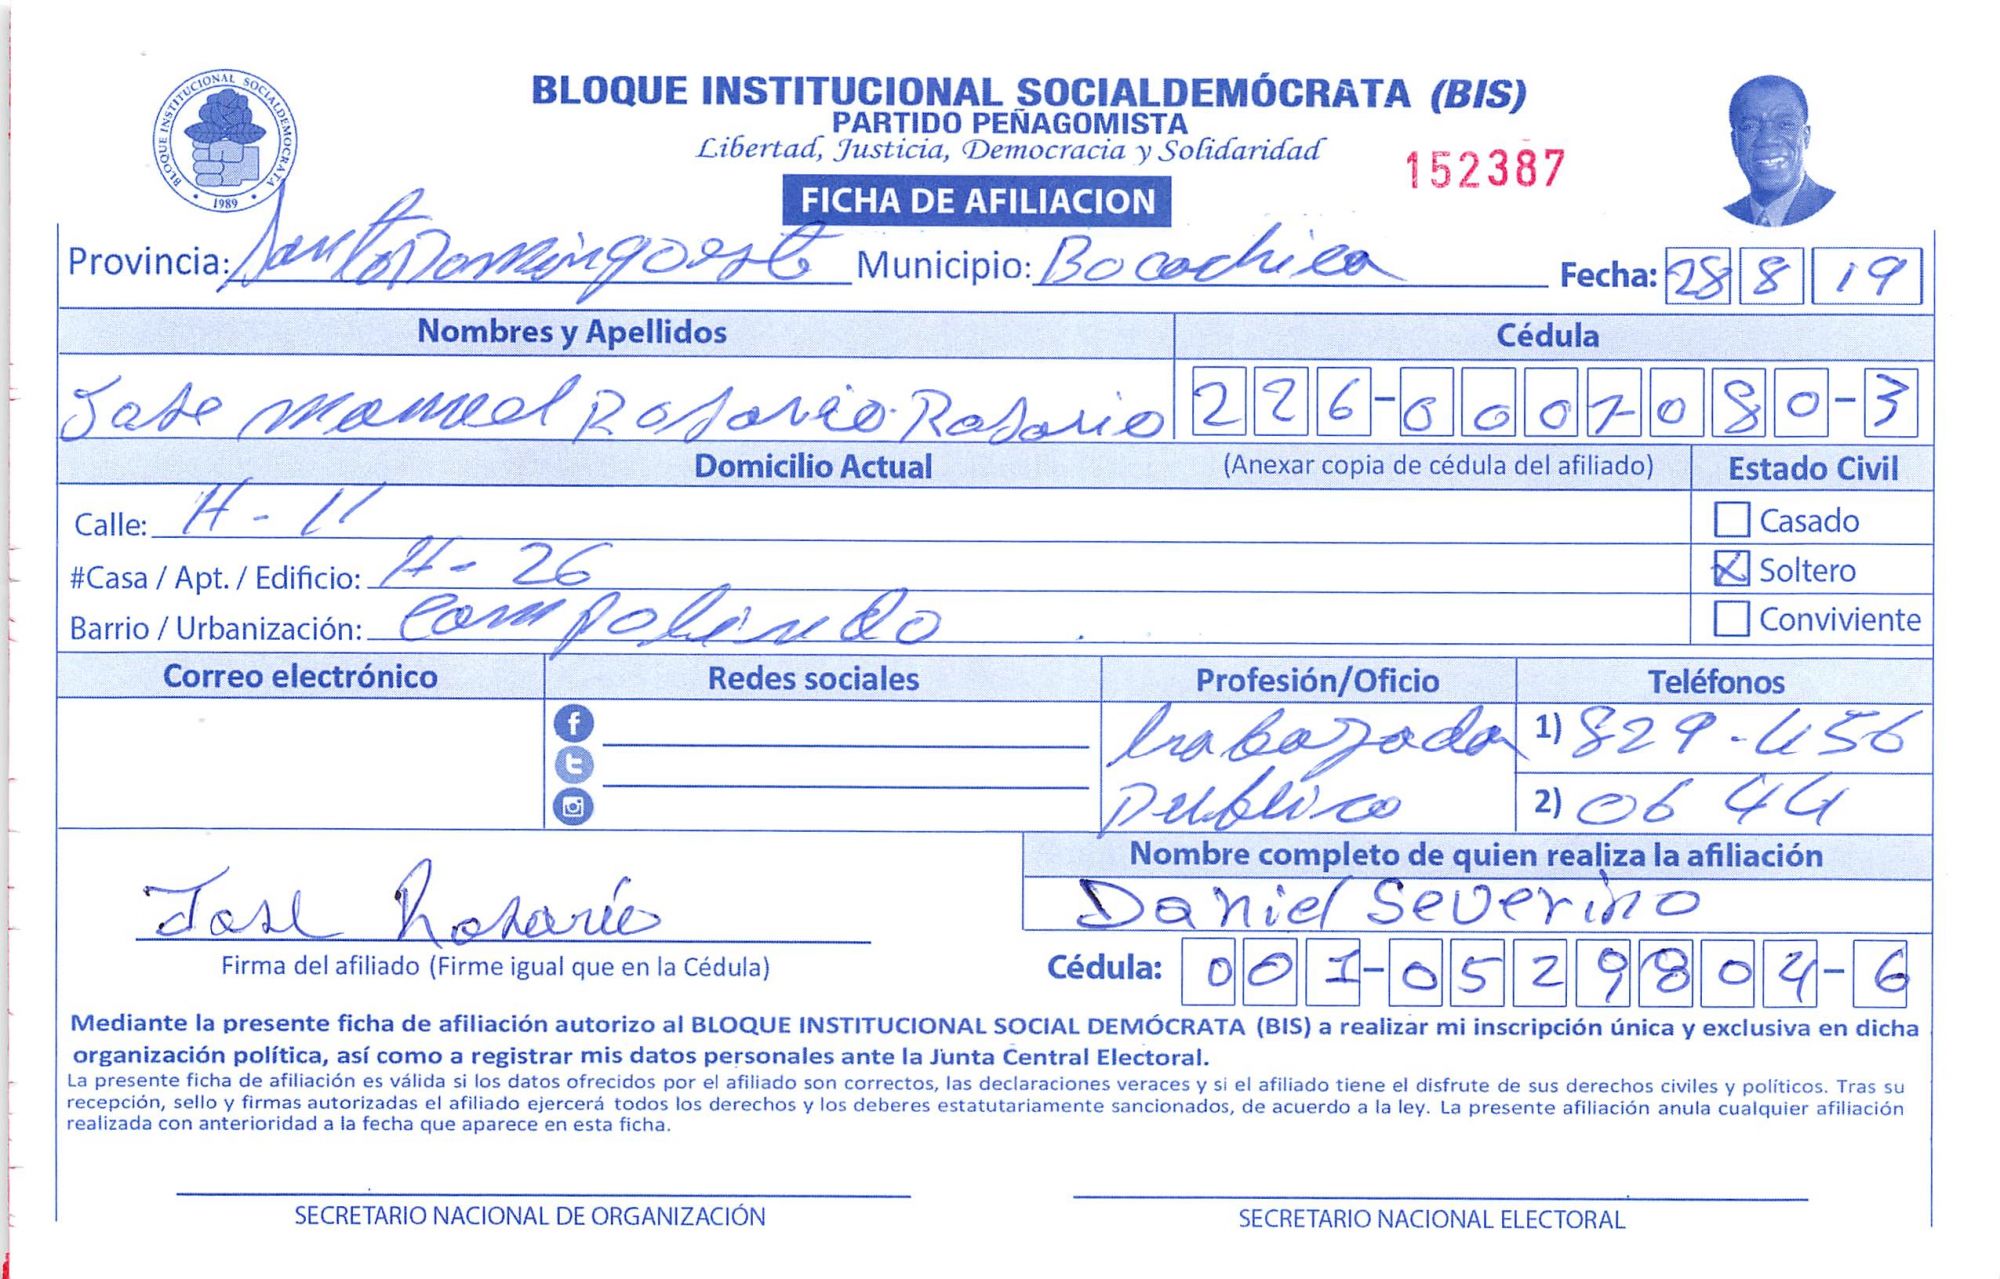 BLOQUE INSTITUCIONAL SOCIALDEMOCRATA
1989
BLOQUE INSTITUCIONAL SOCIALDEMÓCRATA (BIS)
PARTIDO PEÑAGOMISTA
Libertad, Justicia, Democracia y Solidaridad
152387
FICHA DE AFILIACION
Provincia: Santo Domingo este Municipio: Bocachica Fecha: 28 8 19
Nombres y Apellidos Cédula
Jose manuel Rosario Rosario 226-0007080-3
Domicilio Actual (Anexar copia de cédula del afiliado) Estado Civil
Calle: H - 11 Casado
#Casa / Apt. / Edificio: H - 26 Soltero
Barrio / Urbanización: Campolindo Conviviente
Correo electrónico Redes sociales Profesión/Oficio Teléfonos
trabajador 1) 829-456
publico 2) 0644
Nombre completo de quien realiza la afiliación
Jose Rosario Daniel Severino
Firma del afiliado (Firme igual que en la Cédula) Cédula: 001-0529804-6
Mediante la presente ficha de afiliación autorizo al BLOQUE INSTITUCIONAL SOCIAL DEMÓCRATA (BIS) a realizar mi inscripción única y exclusiva en dicha
organización política, así como a registrar mis datos personales ante la Junta Central Electoral.
La presente ficha de afiliación es válida si los datos ofrecidos por el afiliado son correctos, las declaraciones veraces y si el afiliado tiene el disfrute de sus derechos civiles y políticos. Tras su
recepción, sello y firmas autorizadas el afiliado ejercerá todos los derechos y los deberes estatutariamente sancionados, de acuerdo a la ley. La presente afiliación anula cualquier afiliación
realizada con anterioridad a la fecha que aparece en esta ficha.
SECRETARIO NACIONAL DE ORGANIZACIÓN SECRETARIO NACIONAL ELECTORAL